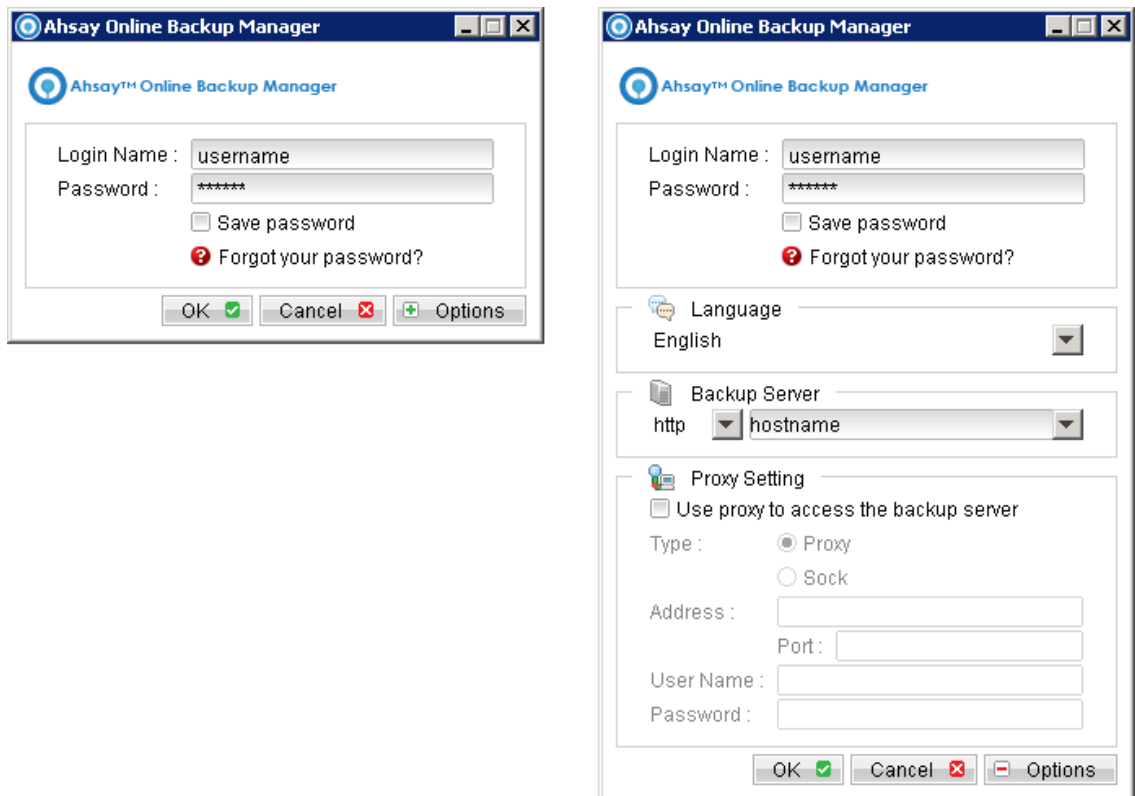 Ahsay Online Backup Manager
Ahsay™ Online Backup Manager
Login Name : username
Password : ******
Save password
Forgot your password?
OK Cancel Options
Ahsay Online Backup Manager
Ahsay™ Online Backup Manager
Login Name : username
Password : ******
Save password
Forgot your password?
Language
English
Backup Server
http hostname
Proxy Setting
Use proxy to access the backup server
Type : Proxy
Sock
Address :
Port :
User Name :
Password :
OK Cancel Options